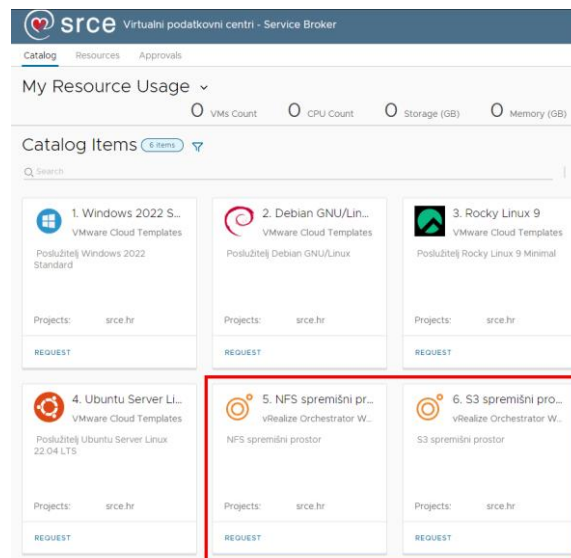 srce Virtualni podatkovni centri - Service Broker
Catalog Resources Approvals
My Resource Usage
0 VMs Count 0 CPU Count 0 Storage (GB) 0 Memory (GB)
Catalog Items 6 items
Search
1. Windows 2022 S...
VMware Cloud Templates
Poslužitelj Windows 2022
Standard
Projects: srce.hr
REQUEST
2. Debian GNU/Lin...
VMware Cloud Templates
Poslužitelj Debian GNU/Linux
Projects: srce.hr
REQUEST
3. Rocky Linux 9
VMware Cloud Templates
Poslužitelj Rocky Linux 9 Minimal
Projects: srce.hr
REQUEST
4. Ubuntu Server Li...
VMware Cloud Templates
Poslužitelj Ubuntu Server Linux
22.04 LTS
Projects: srce.hr
REQUEST
5. NFS spremišni pr...
vRealize Orchestrator W...
NFS spremišni prostor
Projects: srce.hr
REQUEST
6. S3 spremišni pro...
vRealize Orchestrator W...
S3 spremišni prostor
Projects: srce.hr
REQUEST